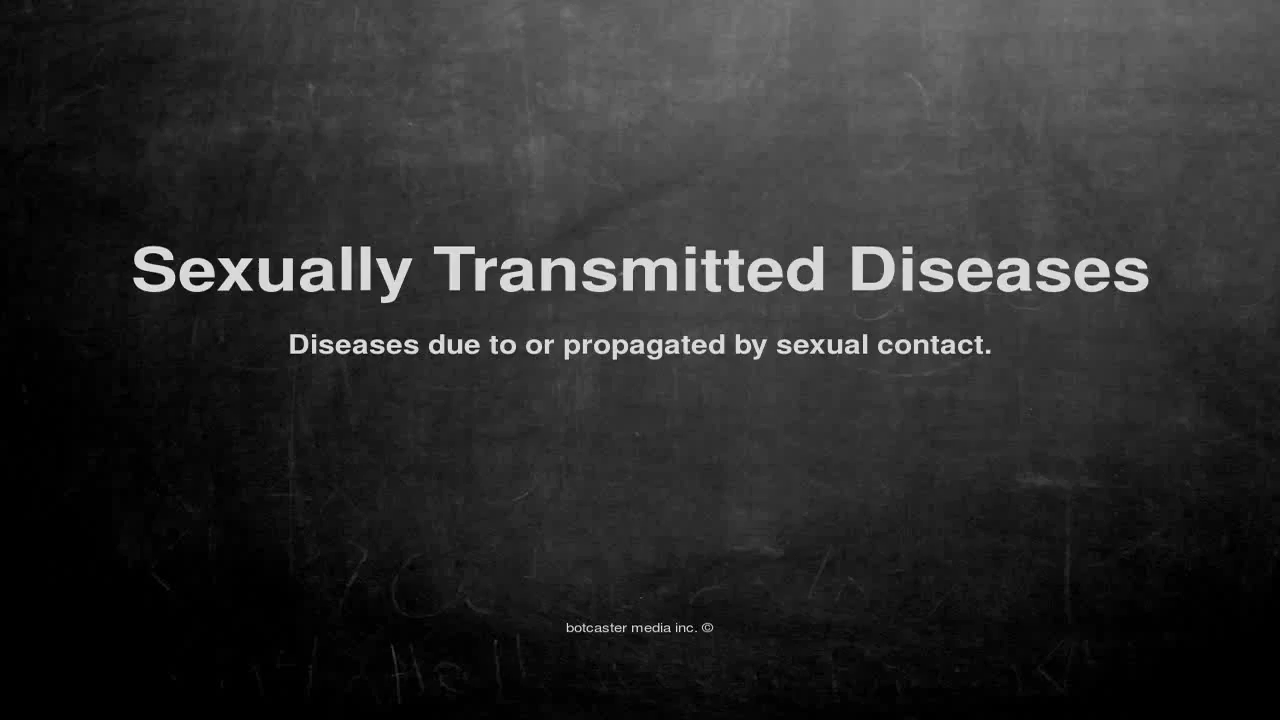 Sexually Transmitted Diseases
Diseases due to or propagated by sexual contact.
botcaster media inc. ©